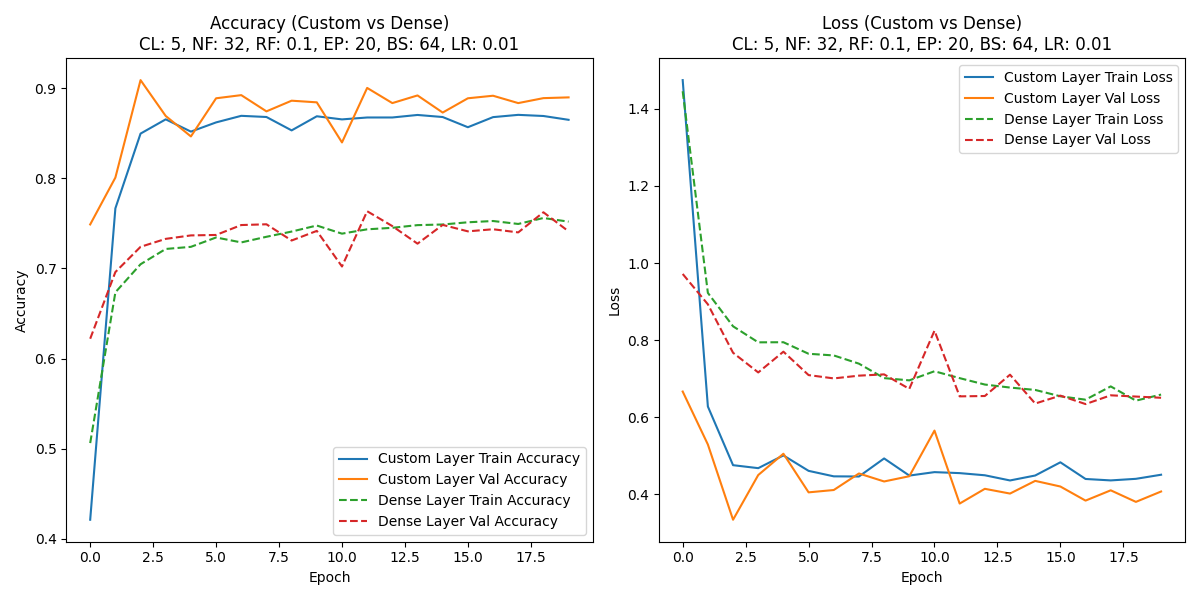 Accuracy (Custom vs Dense)
CL: 5, NF: 32, RF: 0.1, EP: 20, BS: 64, LR: 0.01
0.9
0.8
0.7
0.6
0.5
0.4
Accuracy
Custom Layer Train Accuracy
Custom Layer Val Accuracy
Dense Layer Train Accuracy
Dense Layer Val Accuracy
0.0 2.5 5.0 7.5 10.0 12.5 15.0 17.5
Epoch
Loss (Custom vs Dense)
CL: 5, NF: 32, RF: 0.1, EP: 20, BS: 64, LR: 0.01
Custom Layer Train Loss
Custom Layer Val Loss
Dense Layer Train Loss
Dense Layer Val Loss
1.4
1.2
1.0
0.8
0.6
0.4
Loss
0.0 2.5 5.0 7.5 10.0 12.5 15.0 17.5
Epoch